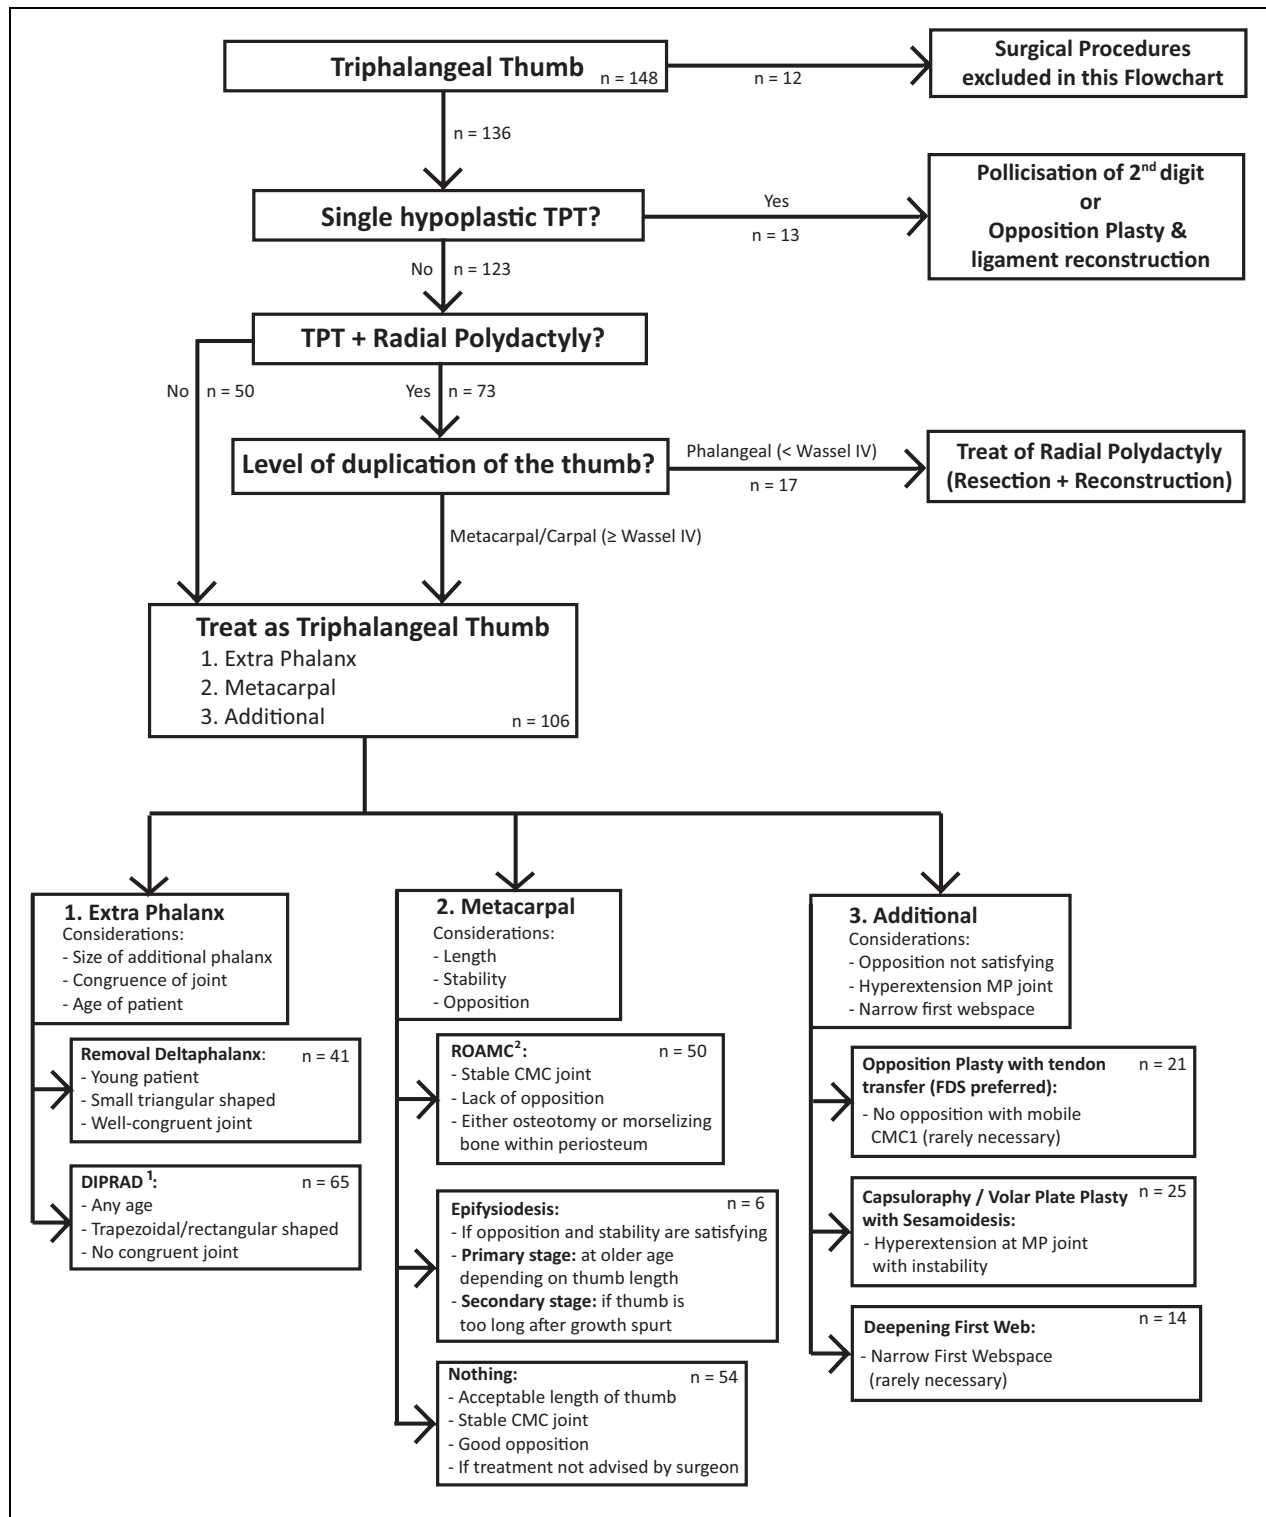 Triphalangeal Thumb
n = 148
n = 12
Surgical Procedures
excluded in this Flowchart
n = 136
Single hypoplastic TPT?
Yes
n = 13
Pollicisation of 2nd digit
or
Opposition Plasty &
ligament reconstruction
No n = 123
TPT + Radial Polydactyly?
No n = 50
Yes n = 73
Level of duplication of the thumb?
Phalangeal (< Wassel IV)
n = 17
Treat of Radial Polydactyly
(Resection + Reconstruction)
Metacarpal/Carpal (≥ Wassel IV)
Treat as Triphalangeal Thumb
1. Extra Phalanx
2. Metacarpal
3. Additional
n = 106
1. Extra Phalanx
Considerations:
- Size of additional phalanx
- Congruence of joint
- Age of patient
Removal Deltaphalanx: n = 41
- Young patient
- Small triangular shaped
- Well-congruent joint
DIPRAD 1: n = 65
- Any age
- Trapezoidal/rectangular shaped
- No congruent joint
2. Metacarpal
Considerations:
- Length
- Stability
- Opposition
ROAMC2: n = 50
- Stable CMC joint
- Lack of opposition
- Either osteotomy or morselizing
bone within periosteum
Epifysiodesis: n = 6
- If opposition and stability are satisfying
- Primary stage: at older age
depending on thumb length
- Secondary stage: if thumb is
too long after growth spurt
Nothing: n = 54
- Acceptable length of thumb
- Stable CMC joint
- Good opposition
- If treatment not advised by surgeon
3. Additional
Considerations:
- Opposition not satisfying
- Hyperextension MP joint
- Narrow first webspace
Opposition Plasty with tendon n = 21
transfer (FDS preferred):
- No opposition with mobile
CMC1 (rarely necessary)
Capsuloraphy / Volar Plate Plasty n = 25
with Sesamoidesis:
- Hyperextension at MP joint
with instability
Deepening First Web: n = 14
- Narrow First Webspace
(rarely necessary)